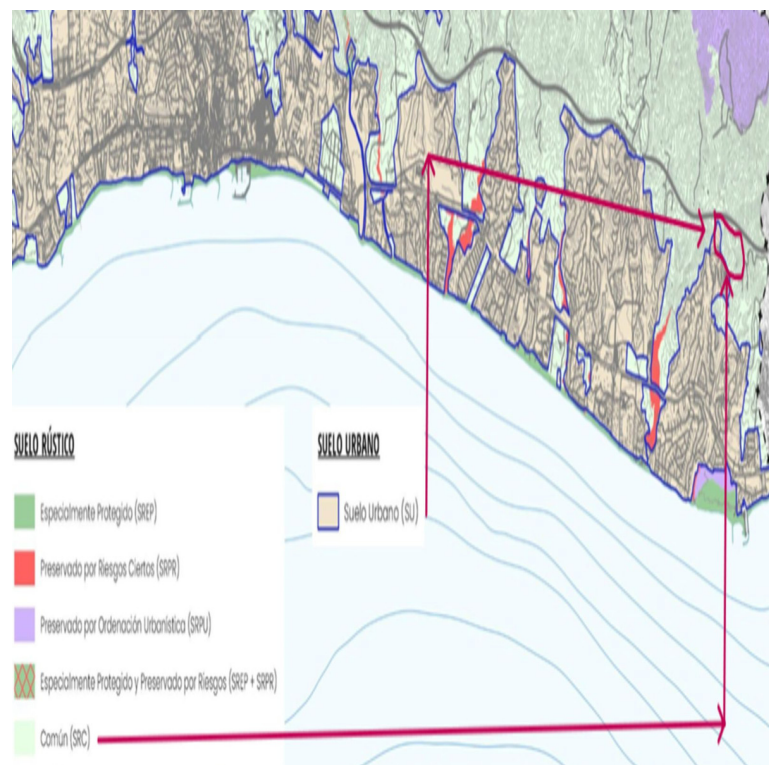 SUELO RÚSTICO
Especialmente Protegido (SREP)
Preservado por Riesgos Ciertos (SRPR)
Preservado por Ordenación Urbanística (SRPU)
Especialmente Protegido y Preservado por Riesgos (SREP + SRPR)
Común (SRC)
SUELO URBANO
Suelo Urbano (SU)